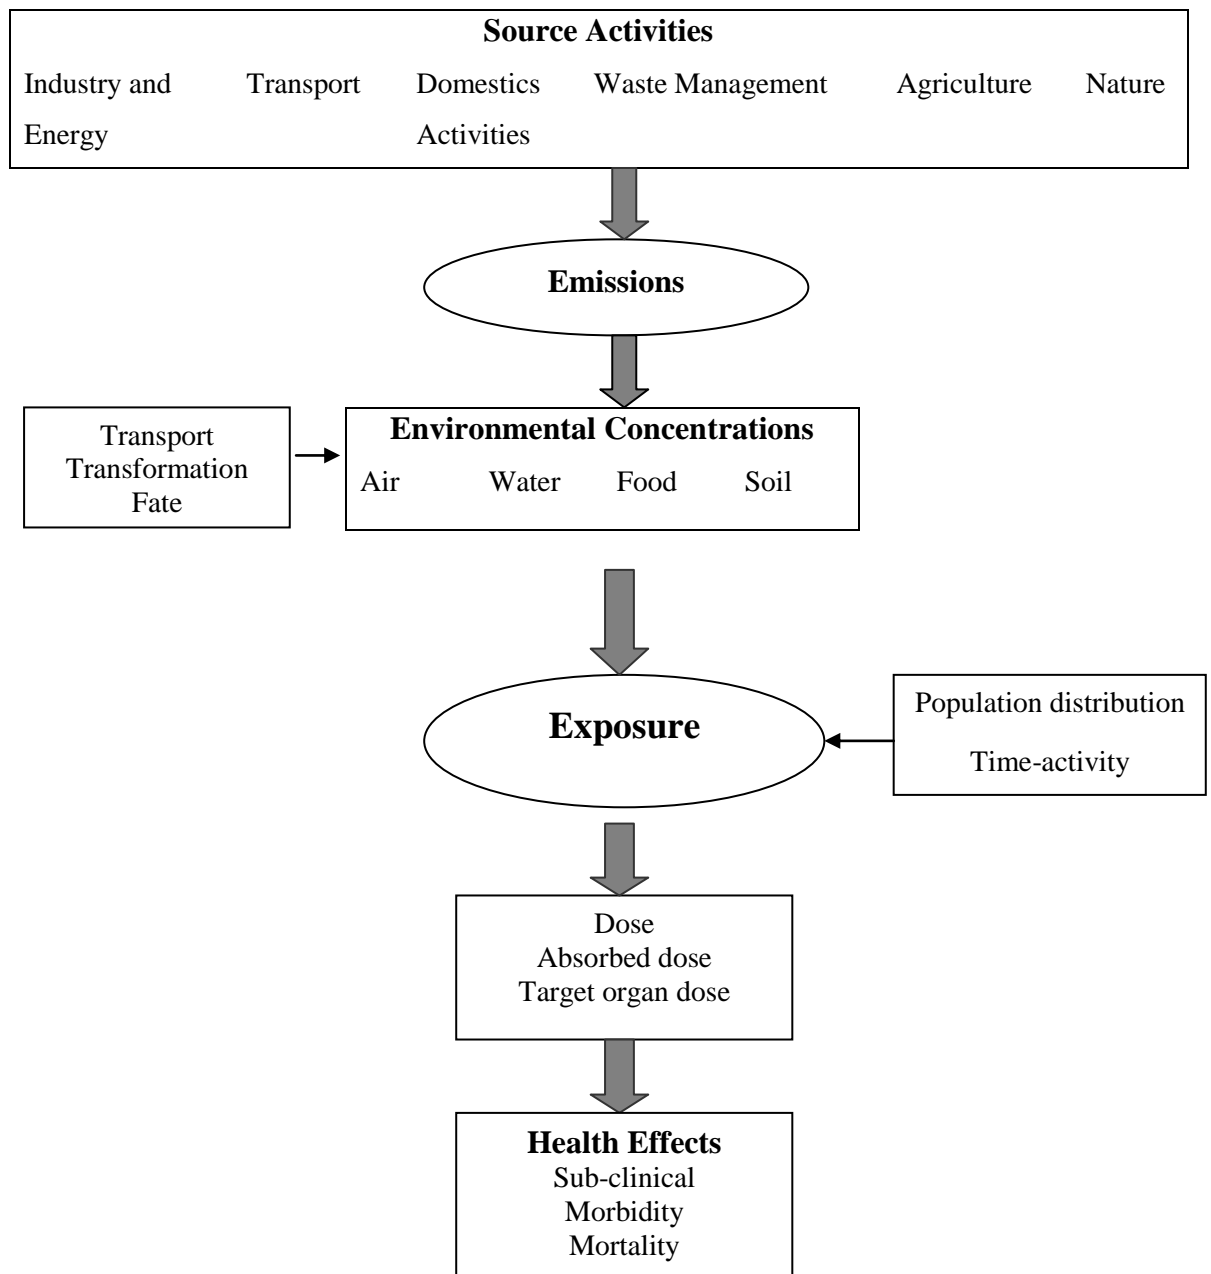 Source Activities
Industry and Transport Domestics Waste Management Agriculture Nature
Energy Activities
Emissions
Transport
Transformation
Fate
Environmental Concentrations
Air Water Food Soil
Exposure
Population distribution
Time-activity
Dose
Absorbed dose
Target organ dose
Health Effects
Sub-clinical
Morbidity
Mortality